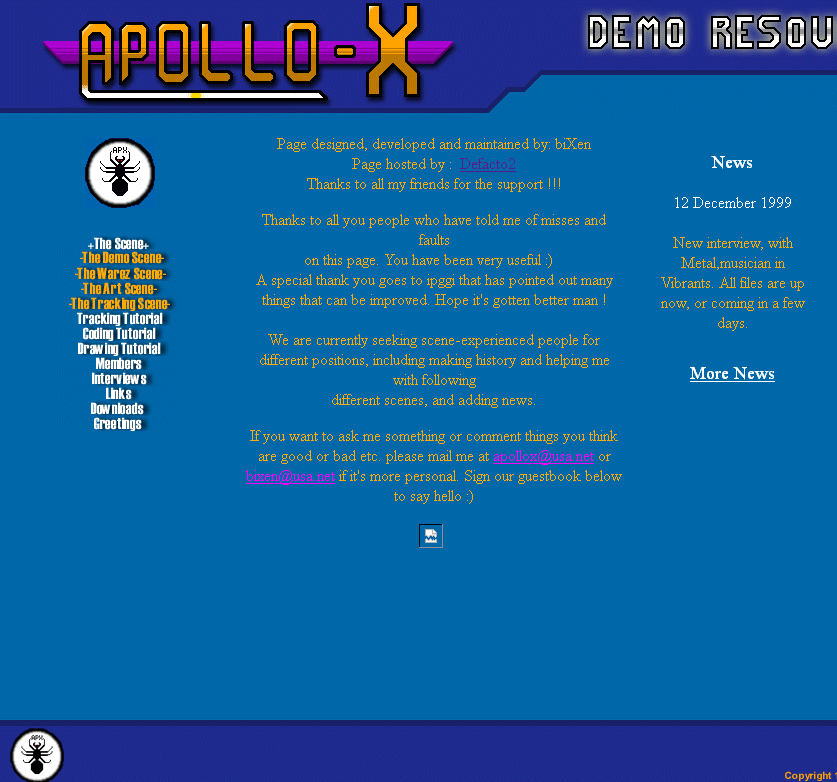 APOLLO-X
DEMO RESOU
APX
+The Scene+
-The Demo Scene-
-The Warez Scene-
-The Art Scene-
-The Tracking Scene-
Tracking Tutorial
Coding Tutorial
Drawing Tutorial
Members
Interviews
Links
Downloads
Greetings
Page designed, developed and maintained by: biXen
Page hosted by : Defacto2
Thanks to all my friends for the support !!!
Thanks to all you people who have told me of misses and
faults
on this page. You have been very useful :)
A special thank you goes to ipggi that has pointed out many
things that can be improved. Hope it's gotten better man !
We are currently seeking scene-experienced people for
different positions, including making history and helping me
with following
different scenes, and adding news.
If you want to ask me something or comment things you think
are good or bad etc. please mail me at apollox@usa.net or
bixen@usa.net if it's more personal. Sign our guestbook below
to say hello :)
News
12 December 1999
New interview, with
Metal,musician in
Vibrants. All files are up
now, or coming in a few
days.
More News
APX
Copyright